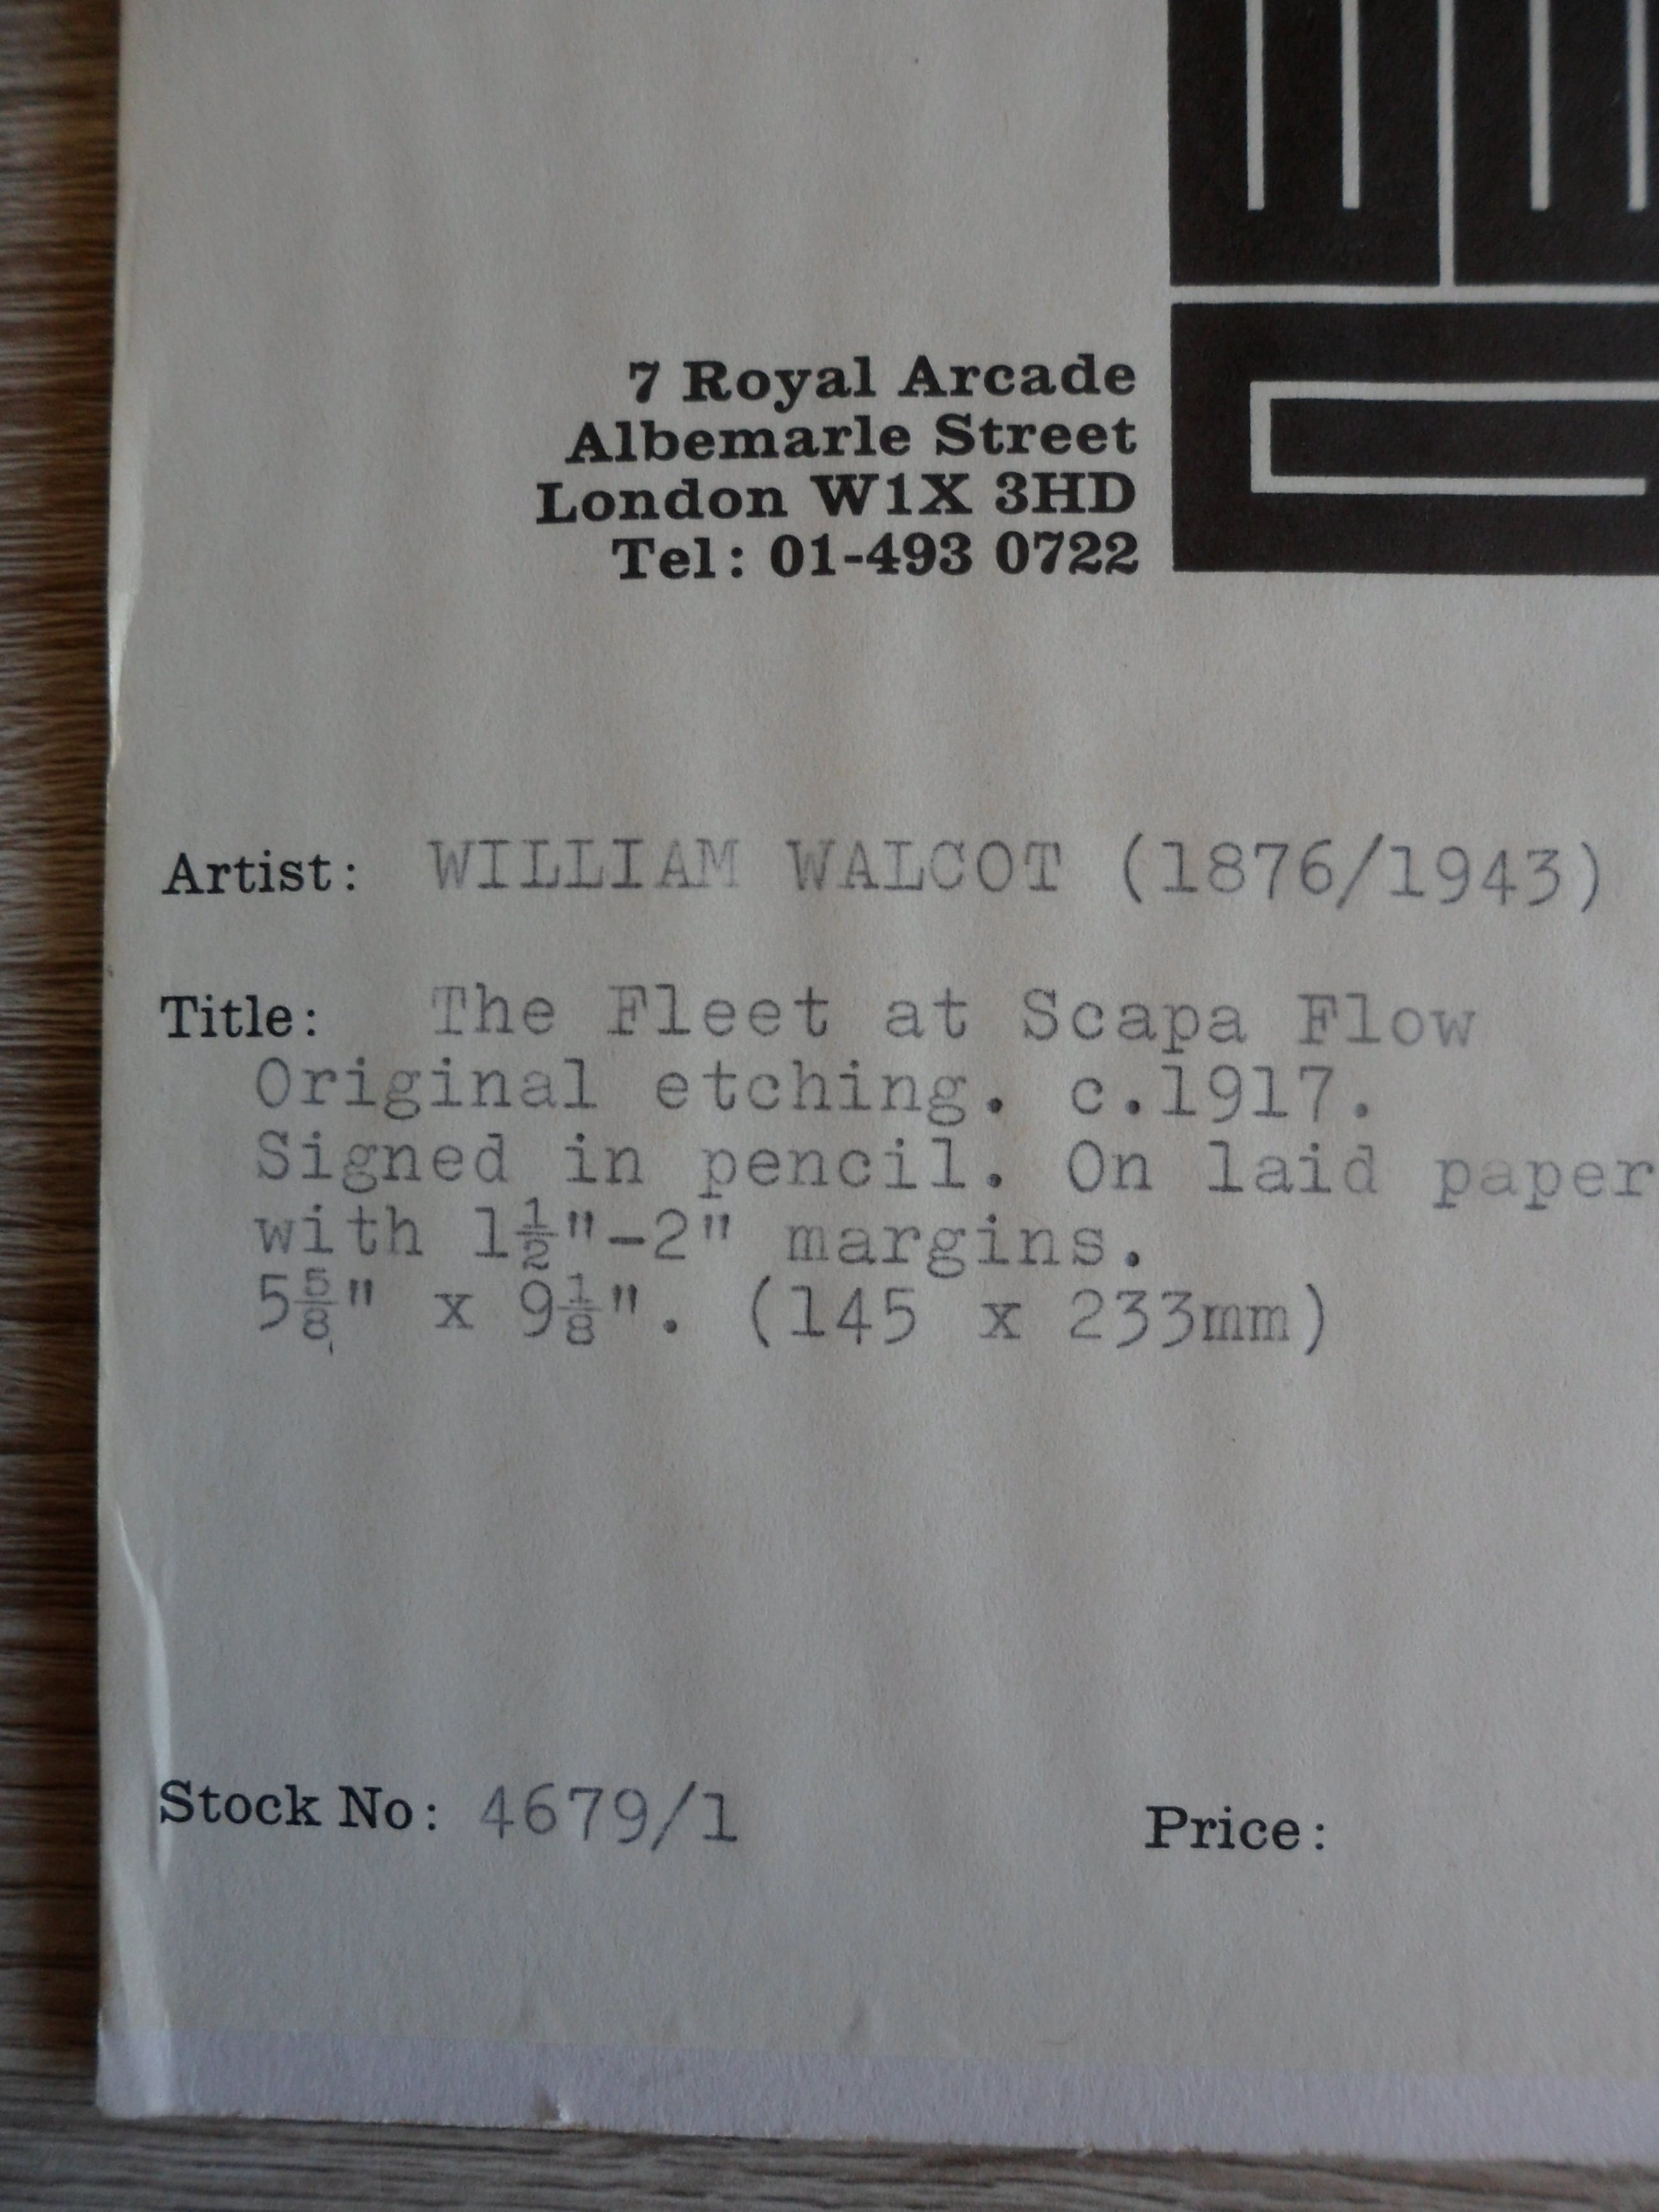 7 Royal Arcade
Albemarle Street
London W1X 3HD
Tel: 01-493 0722
Artist: WILLIAM WALCOT (1876/1943)
Title: The Fleet at Scapa Flow
Original etching. c.1917.
Signed in pencil. On laid paper
with 1½"-2" margins.
5⅝" x 9⅛". (145 x 233mm)
Stock No: 4679/1 Price: